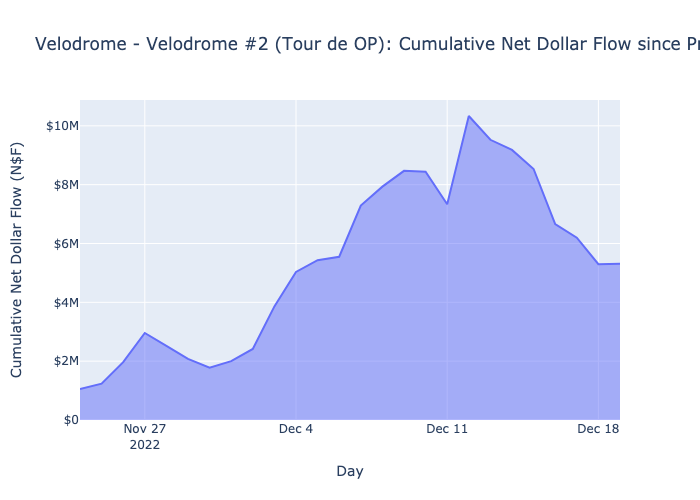 Velodrome - Velodrome #2 (Tour de OP): Cumulative Net Dollar Flow since
Cumulative Net Dollar Flow (N$F)
$10M
$8M
$6M
$4M
$2M
$0
Nov 27
2022
Dec 4
Dec 11
Dec 18
Day